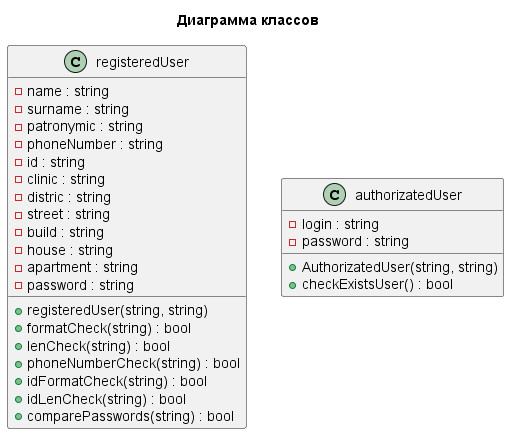 Диаграмма классов
C registeredUser
name : string
surname : string
patronymic : string
phoneNumber : string
id : string
clinic : string
distric : string
street : string
build : string
house : string
apartment : string
password : string
registeredUser(string, string)
formatCheck(string) : bool
lenCheck(string) : bool
phoneNumberCheck(string) : bool
idFormatCheck(string) : bool
idLenCheck(string) : bool
comparePasswords(string) : bool
C authorizatedUser
login : string
password : string
AuthorizatedUser(string, string)
checkExistsUser() : bool